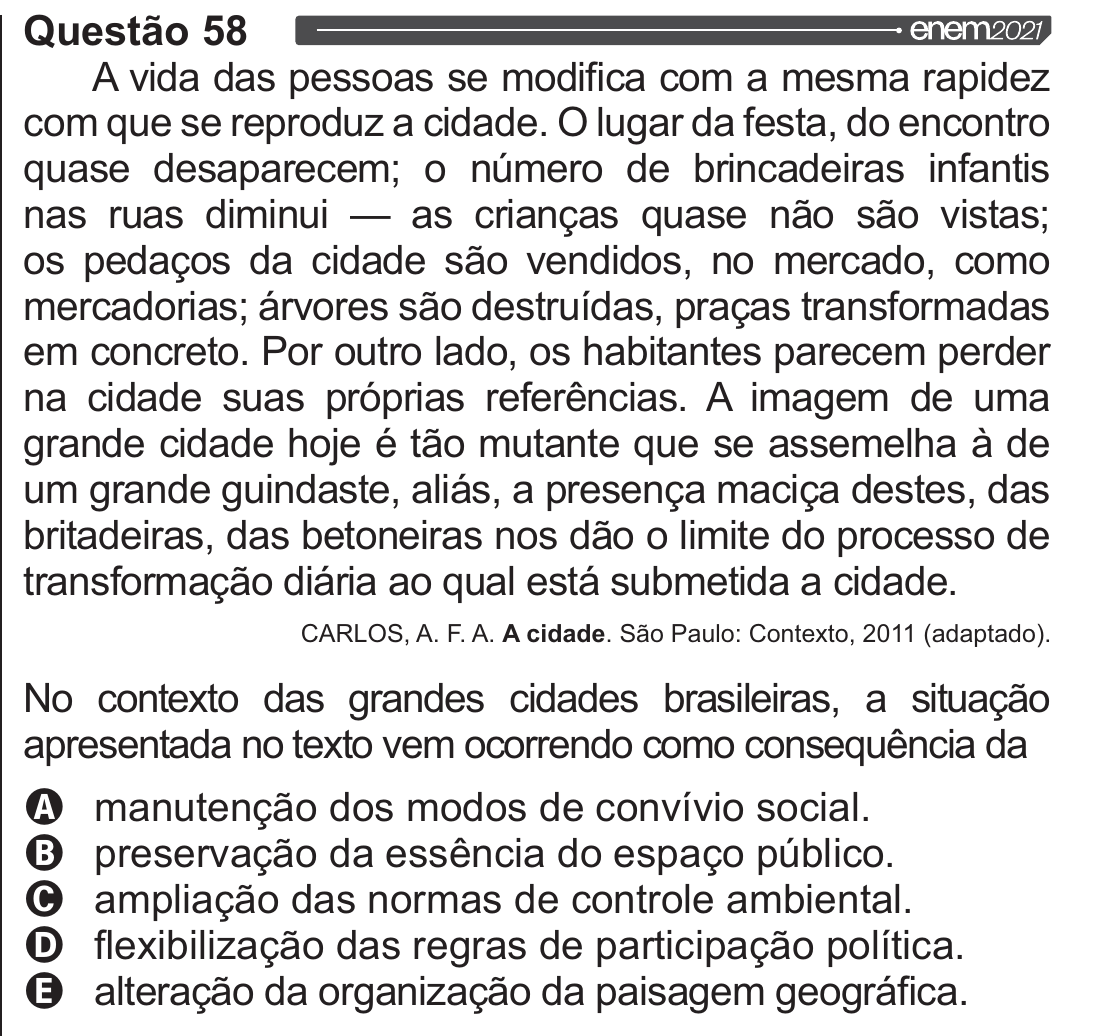 Questão 58
enem2021
A vida das pessoas se modifica com a mesma rapidez
com que se reproduz a cidade. O lugar da festa, do encontro
quase desaparecem; o número de brincadeiras infantis
nas ruas diminui — as crianças quase não são vistas;
os pedaços da cidade são vendidos, no mercado, como
mercadorias; árvores são destruídas, praças transformadas
em concreto. Por outro lado, os habitantes parecem perder
na cidade suas próprias referências. A imagem de uma
grande cidade hoje é tão mutante que se assemelha à de
um grande guindaste, aliás, a presença maciça destes, das
britadeiras, das betoneiras nos dão o limite do processo de
transformação diária ao qual está submetida a cidade.
CARLOS, A. F. A. A cidade. São Paulo: Contexto, 2011 (adaptado).
No contexto das grandes cidades brasileiras, a situação
apresentada no texto vem ocorrendo como consequência da
A manutenção dos modos de convívio social.
B preservação da essência do espaço público.
C ampliação das normas de controle ambiental.
D flexibilização das regras de participação política.
E alteração da organização da paisagem geográfica.